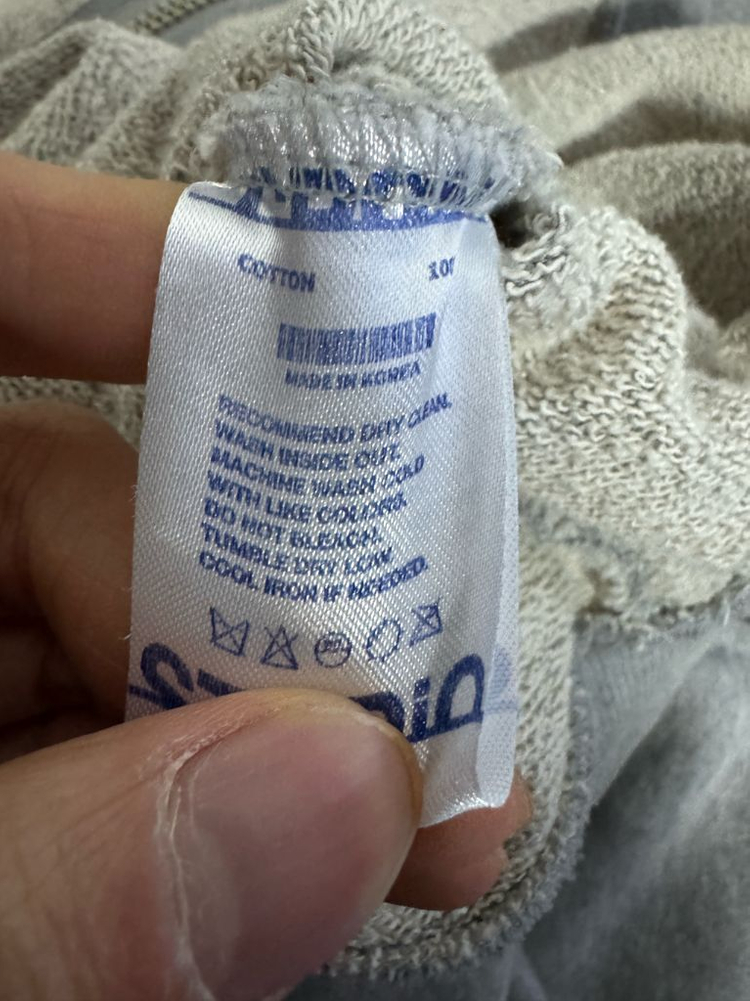 COTTON 100
MADE IN KOREA
RECOMMEND DRY CLEAN.
WASH INSIDE OUT.
MACHINE WASH COLD
WITH LIKE COLORS.
DO NOT BLEACH.
TUMBLE DRY LOW.
COOL IRON IF NEEDED.